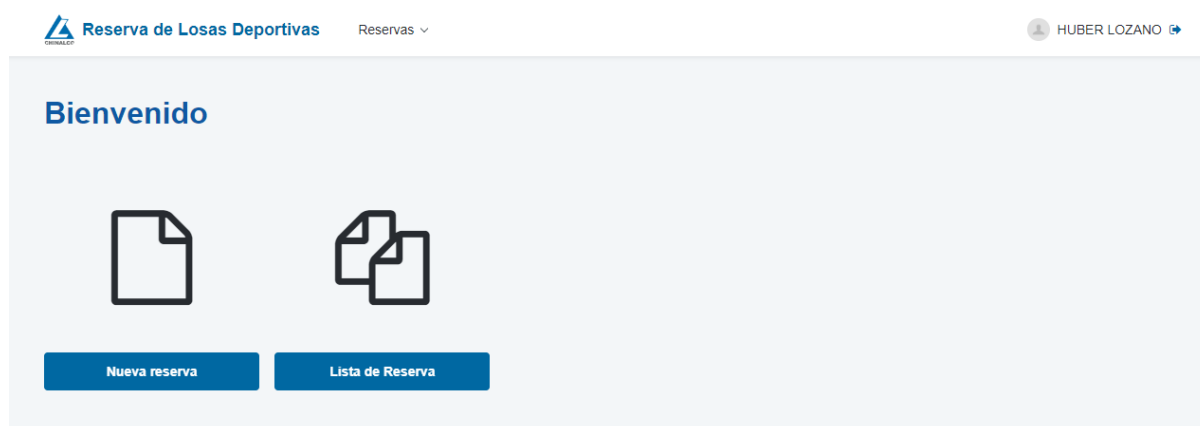 CHINALCO
Reserva de Losas Deportivas
Reservas
HUBER LOZANO
Bienvenido
Nueva reserva
Lista de Reserva